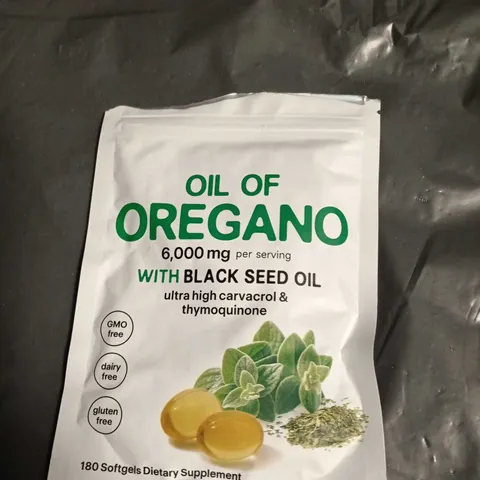 OIL OF
OREGANO
6,000 mg per serving
WITH BLACK SEED OIL
ultra high carvacrol &
thymoquinone
GMO
free
dairy
free
gluten
free
180 Softgels Dietary Supplement